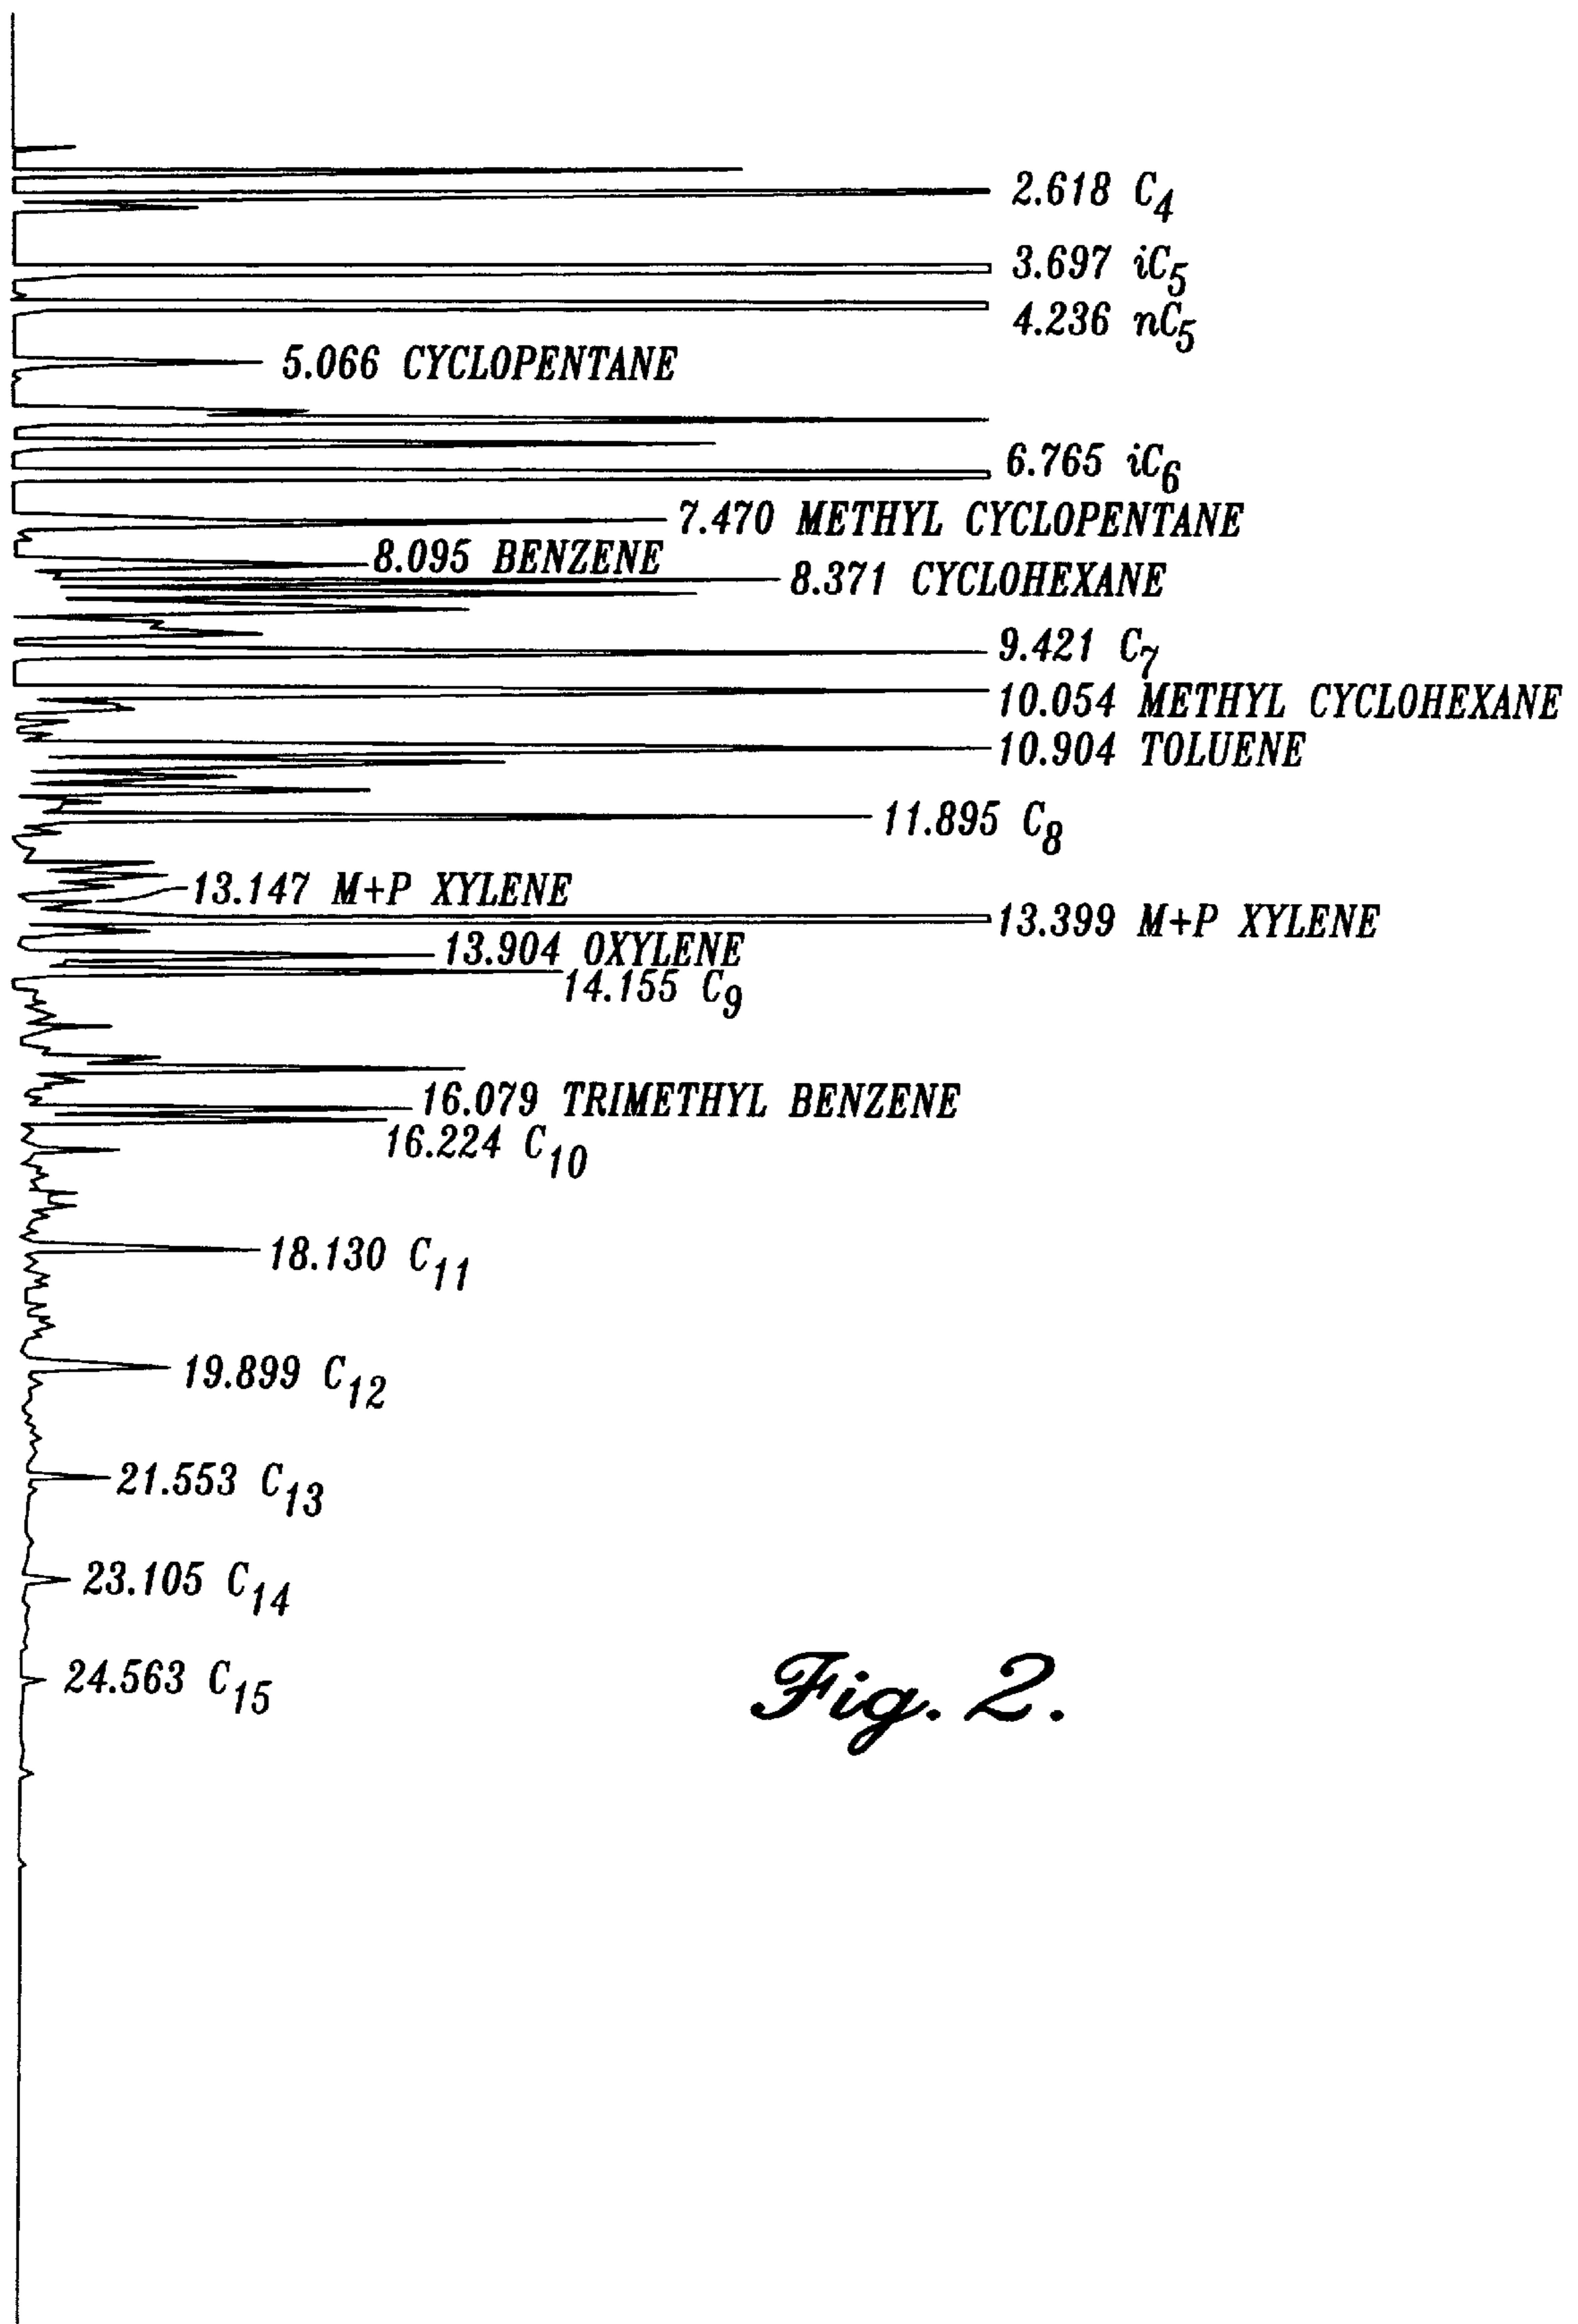 2.618 C4
3.697 iC5
4.236 nC5
5.066 CYCLOPENTANE
6.765 iC6
7.470 METHYL CYCLOPENTANE
8.095 BENZENE
8.371 CYCLOHEXANE
9.421 C7
10.054 METHYL CYCLOHEXANE
10.904 TOLUENE
11.895 C8
13.147 M+P XYLENE
13.399 M+P XYLENE
13.904 OXYLENE
14.155 C9
16.079 TRIMETHYL BENZENE
16.224 C10
18.130 C11
19.899 C12
21.553 C13
23.105 C14
24.563 C15
Fig. 2.